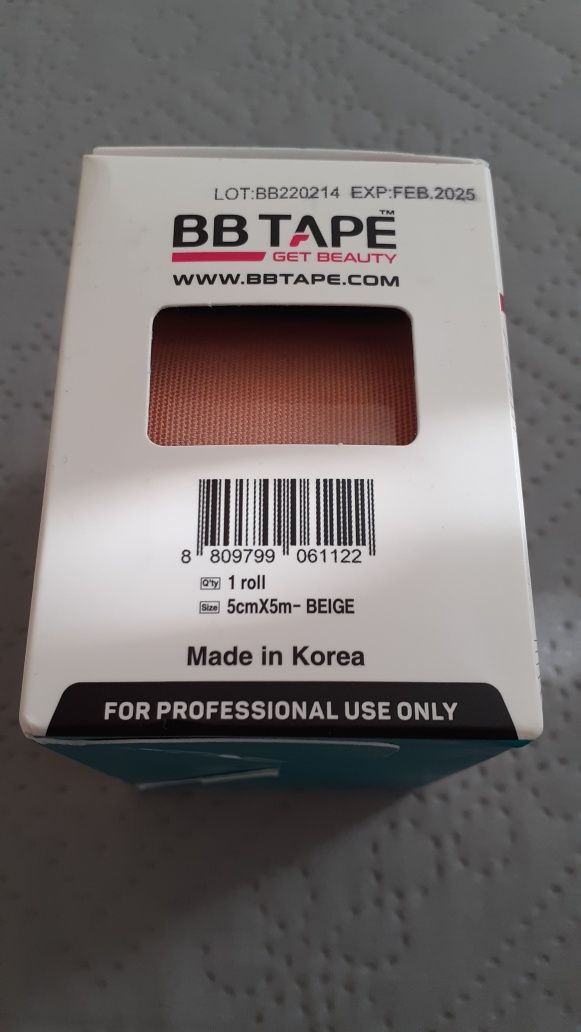 LOT:BB220214 EXP:FEB.2025
BB TAPE™
GET BEAUTY
WWW.BBTAPE.COM
8 809799 061122
Q'ty 1 roll
Size 5cmX5m- BEIGE
Made in Korea
FOR PROFESSIONAL USE ONLY